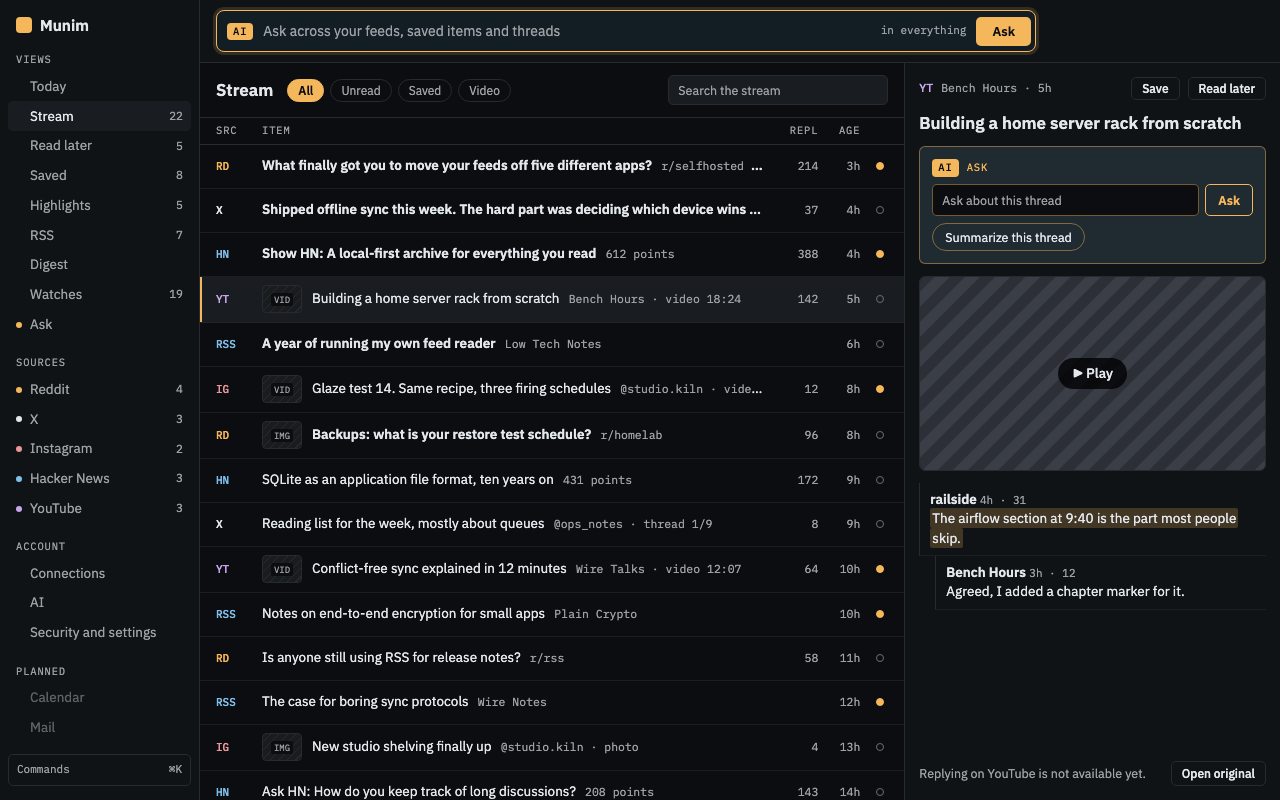 Munim
VIEWS
Today
Stream 22
Read later 5
Saved 8
Highlights 5
RSS 7
Digest
Watches 19
Ask
SOURCES
Reddit 4
X 3
Instagram 2
Hacker News 3
YouTube 3
ACCOUNT
Connections
AI
Security and settings
PLANNED
Calendar
Mail
Commands ⌘K
AI Ask across your feeds, saved items and threads in everything Ask
Stream All Unread Saved Video Search the stream
SRC ITEM REPL AGE
RD What finally got you to move your feeds off five different apps? r/selfhosted ... 214 3h
X Shipped offline sync this week. The hard part was deciding which device wins ... 37 4h
HN Show HN: A local-first archive for everything you read 612 points 388 4h
YT VID Building a home server rack from scratch Bench Hours · video 18:24 142 5h
RSS A year of running my own feed reader Low Tech Notes 6h
IG VID Glaze test 14. Same recipe, three firing schedules @studio.kiln · vide... 12 8h
RD IMG Backups: what is your restore test schedule? r/homelab 96 8h
HN SQLite as an application file format, ten years on 431 points 172 9h
X Reading list for the week, mostly about queues @ops_notes · thread 1/9 8 9h
YT VID Conflict-free sync explained in 12 minutes Wire Talks · video 12:07 64 10h
RSS Notes on end-to-end encryption for small apps Plain Crypto 10h
RD Is anyone still using RSS for release notes? r/rss 58 11h
RSS The case for boring sync protocols Wire Notes 12h
IG IMG New studio shelving finally up @studio.kiln · photo 4 13h
HN Ask HN: How do you keep track of long discussions? 208 points 143 14h
YT Bench Hours · 5h Save Read later
Building a home server rack from scratch
AI ASK
Ask about this thread Ask
Summarize this thread
▶ Play
railside 4h · 31
The airflow section at 9:40 is the part most people
skip.
Bench Hours 3h · 12
Agreed, I added a chapter marker for it.
Replying on YouTube is not available yet. Open original